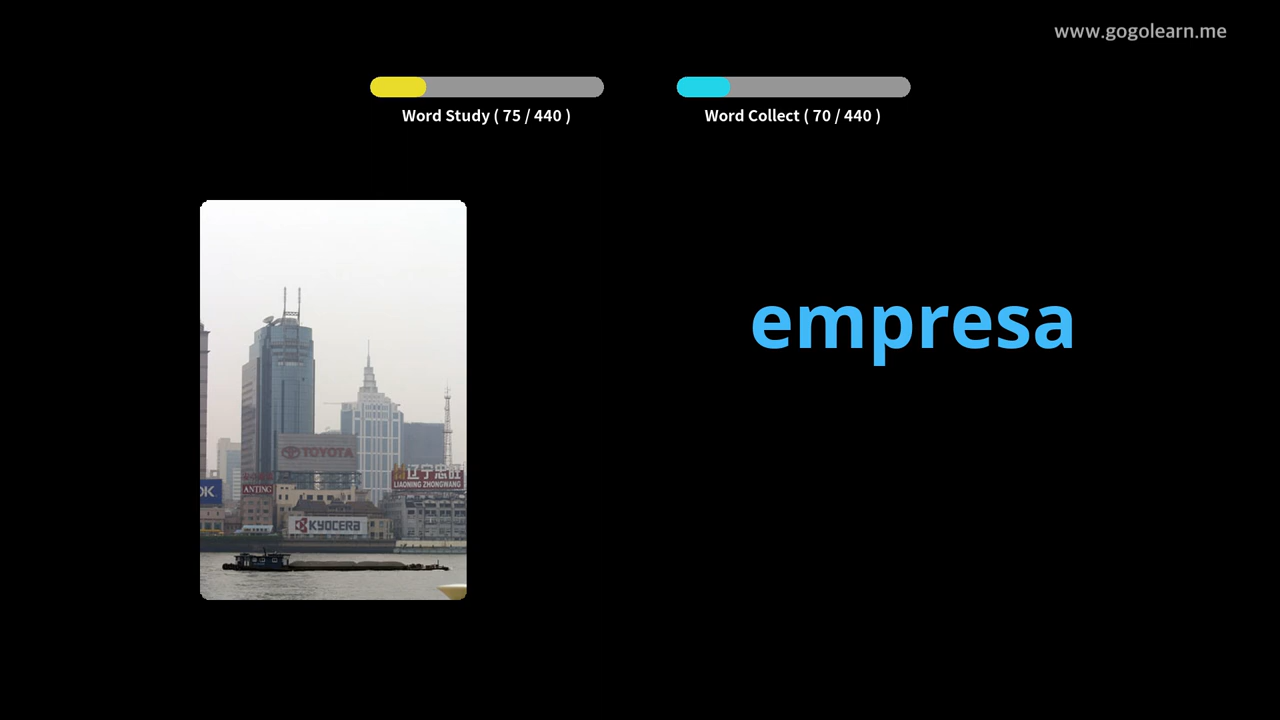 www.gogolearn.me
Word Study ( 75 / 440 )
Word Collect ( 70 / 440 )
empresa
TOYOTA
辽宁忠旺
LIAONING ZHONGWANG
OK
ANTING
KYOCERA